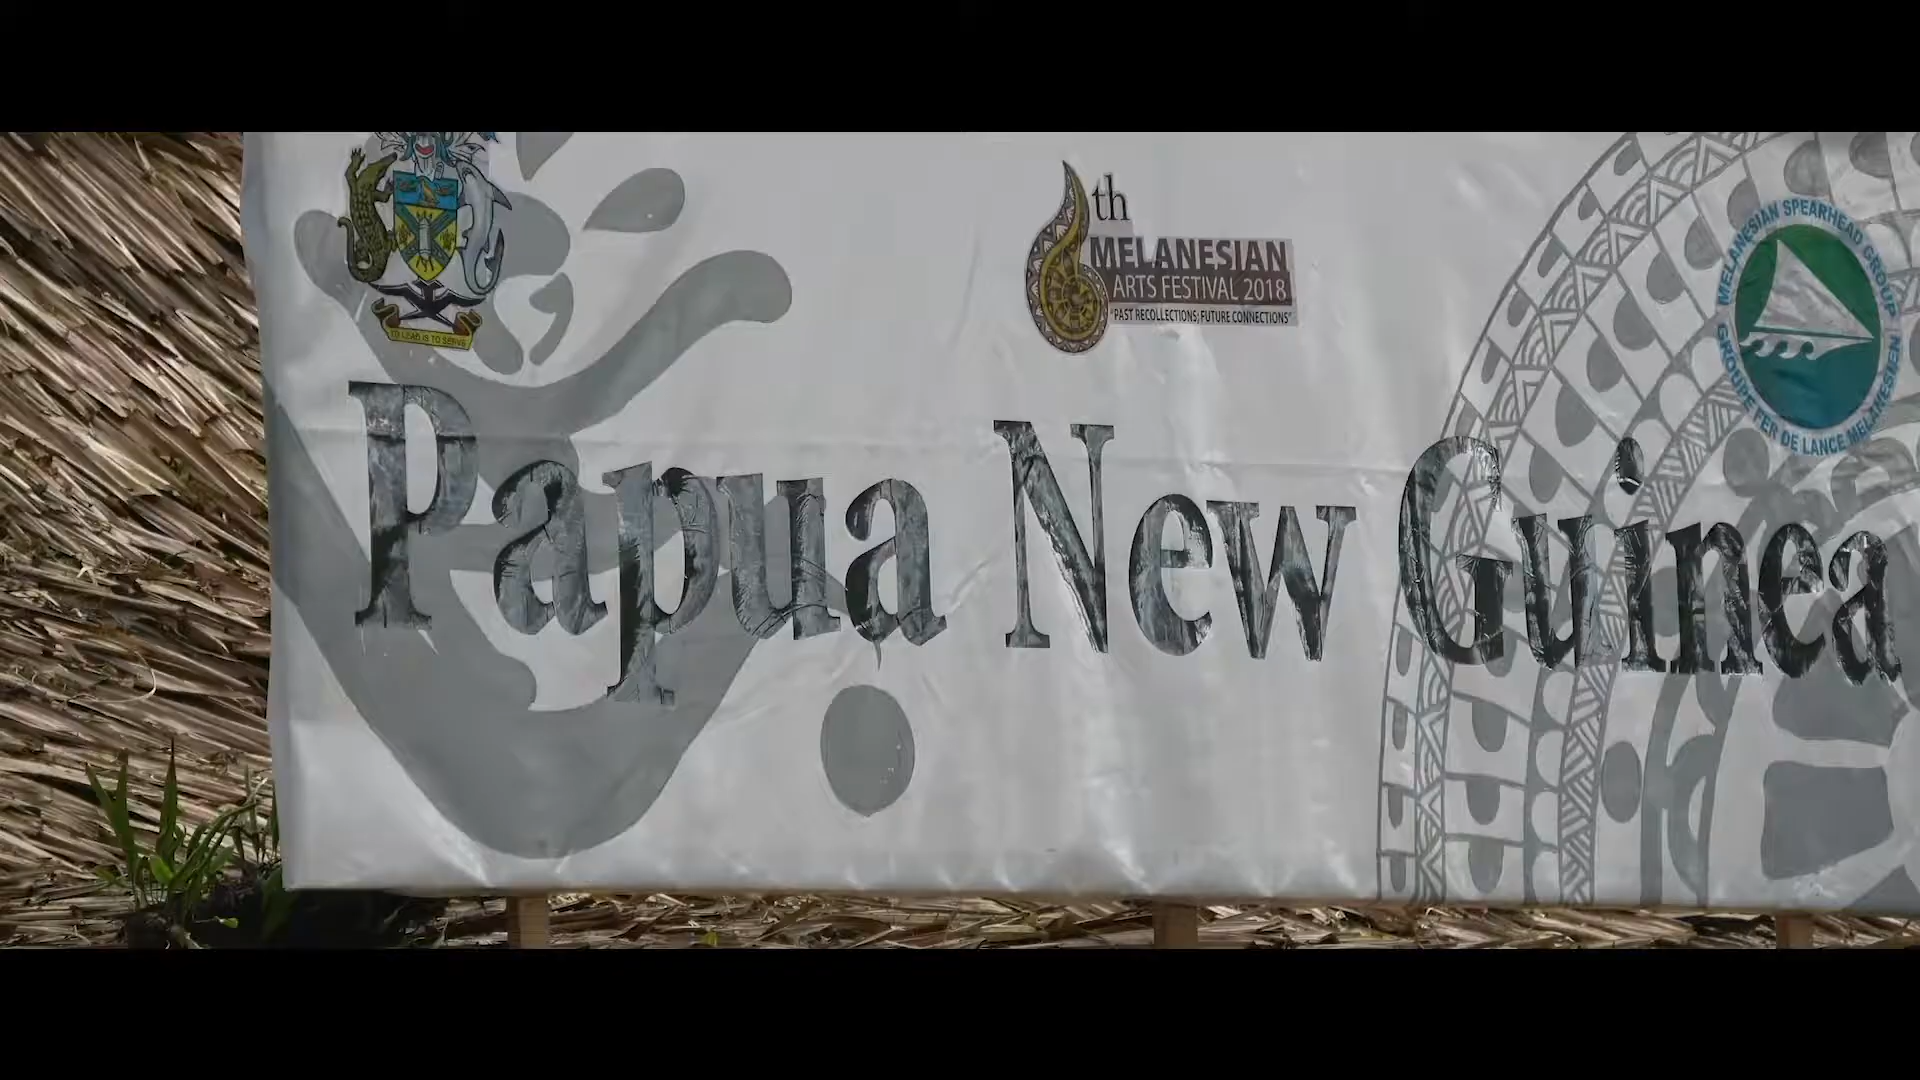 TO LEAD IS TO SERVE
6th
MELANESIAN
ARTS FESTIVAL 2018
"PAST RECOLLECTIONS; FUTURE CONNECTIONS"
MELANESIAN SPEARHEAD GROUP
GROUPE FER DE LANCE MELANESIEN
Papua New Guinea